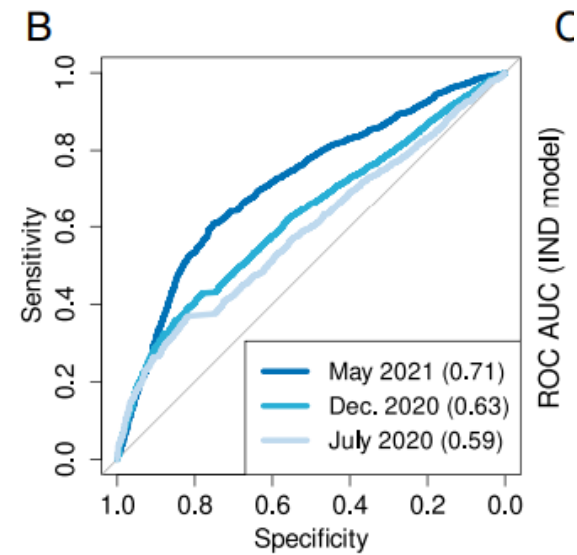 B
C
1.0
0.8
0.6
0.4
0.2
0.0
Sensitivity
May 2021 (0.71)
Dec. 2020 (0.63)
July 2020 (0.59)
1.0 0.8 0.6 0.4 0.2 0.0
Specificity
ROC AUC (IND model)